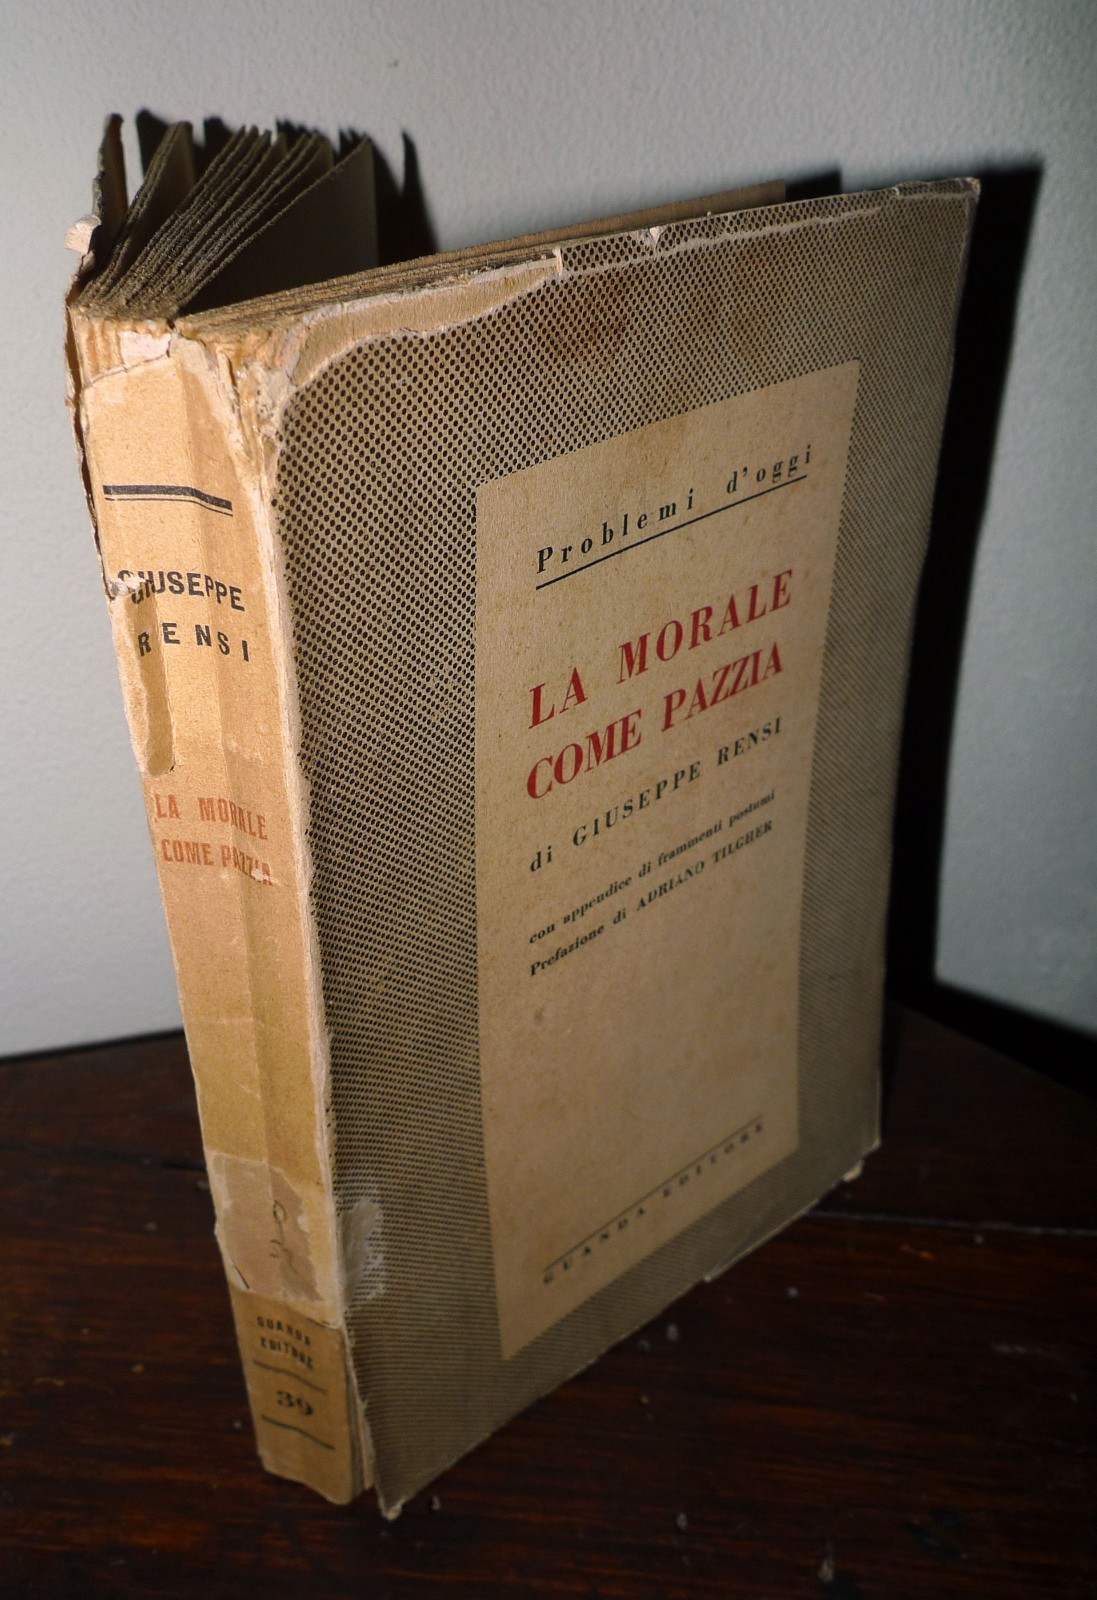 GIUSEPPE
RENSI
LA MORALE
COME PAZZIA
GUANDA
EDITORE
39
Problemi d'oggi
LA MORALE
COME PAZZIA
di GIUSEPPE RENSI
con appendice di frammenti postumi
Prefazione di ADRIANO TILGHER
GUANDA EDITORE